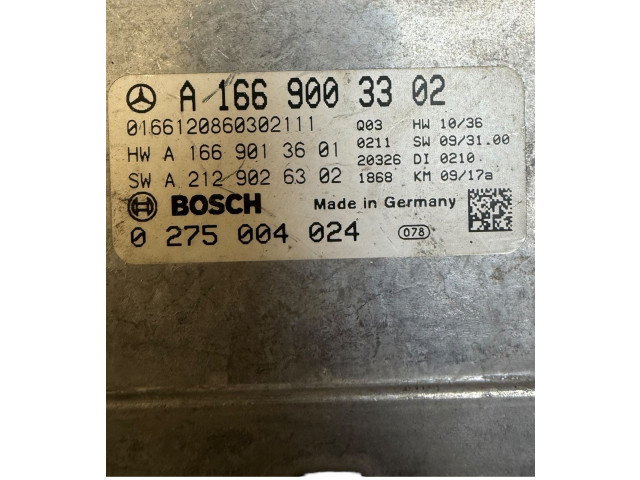 A 166 900 33 02
0166120860302111 Q03 HW 10/36
HW A 166 901 36 01 0211 SW 09/31.00
20326 DI 0210
SW A 212 902 63 02 1868 KM 09/17a
BOSCH Made in Germany
0 275 004 024 078